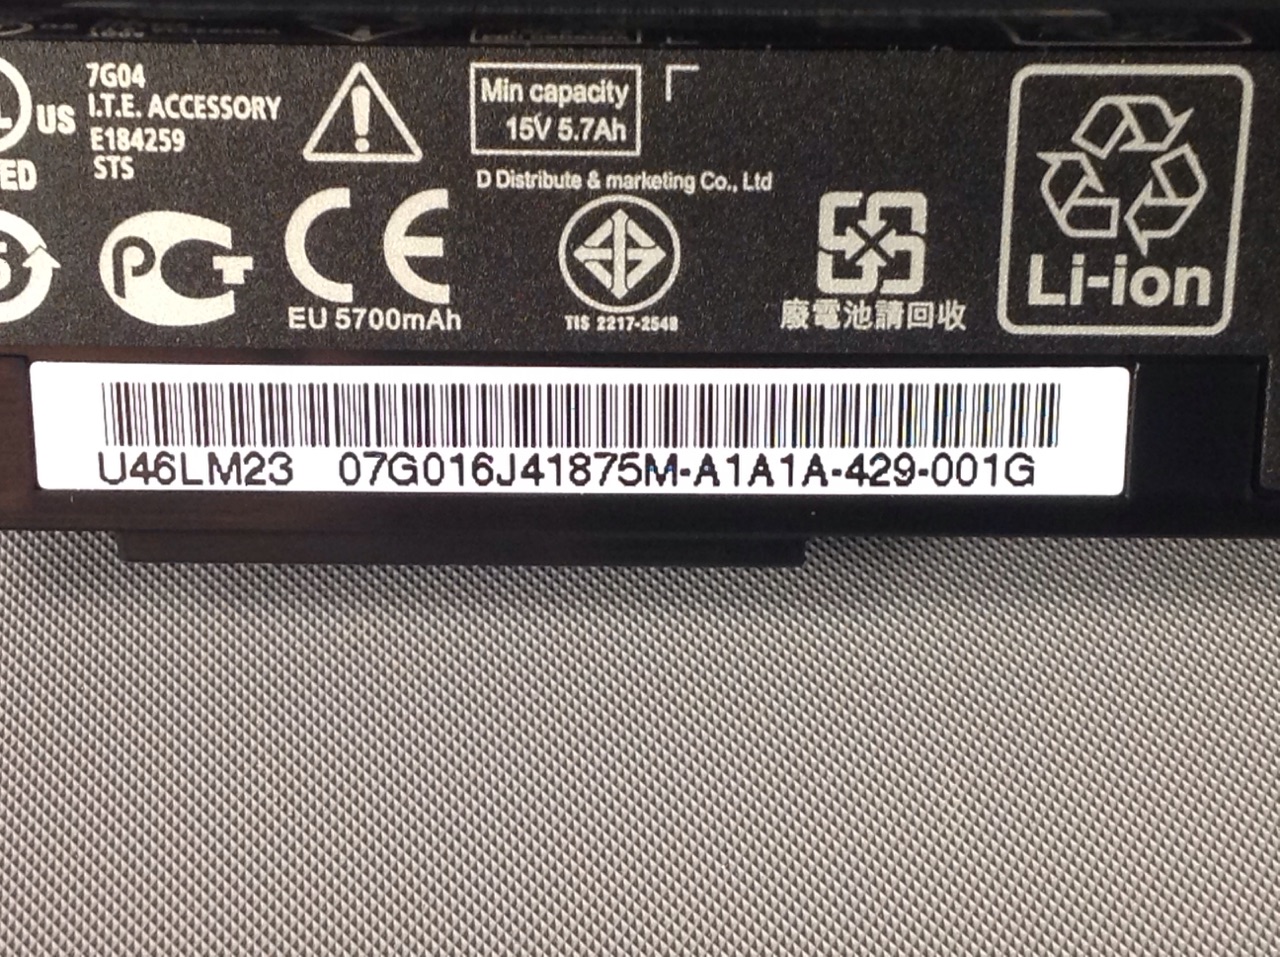 7G04
I.T.E. ACCESSORY
E184259
STS
US
ED
Min capacity
15V 5.7Ah
D Distribute & marketing Co., Ltd
CE
EU 5700mAh
TIS 2217-2548
廢電池請回收
Li-ion
U46LM23 07G016J41875M-A1A1A-429-001G